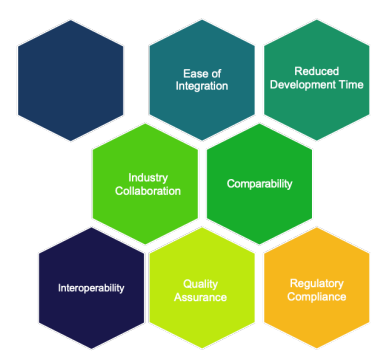 Ease of
Integration
Reduced
Development Time
Industry
Collaboration
Comparability
Interoperability
Quality
Assurance
Regulatory
Compliance